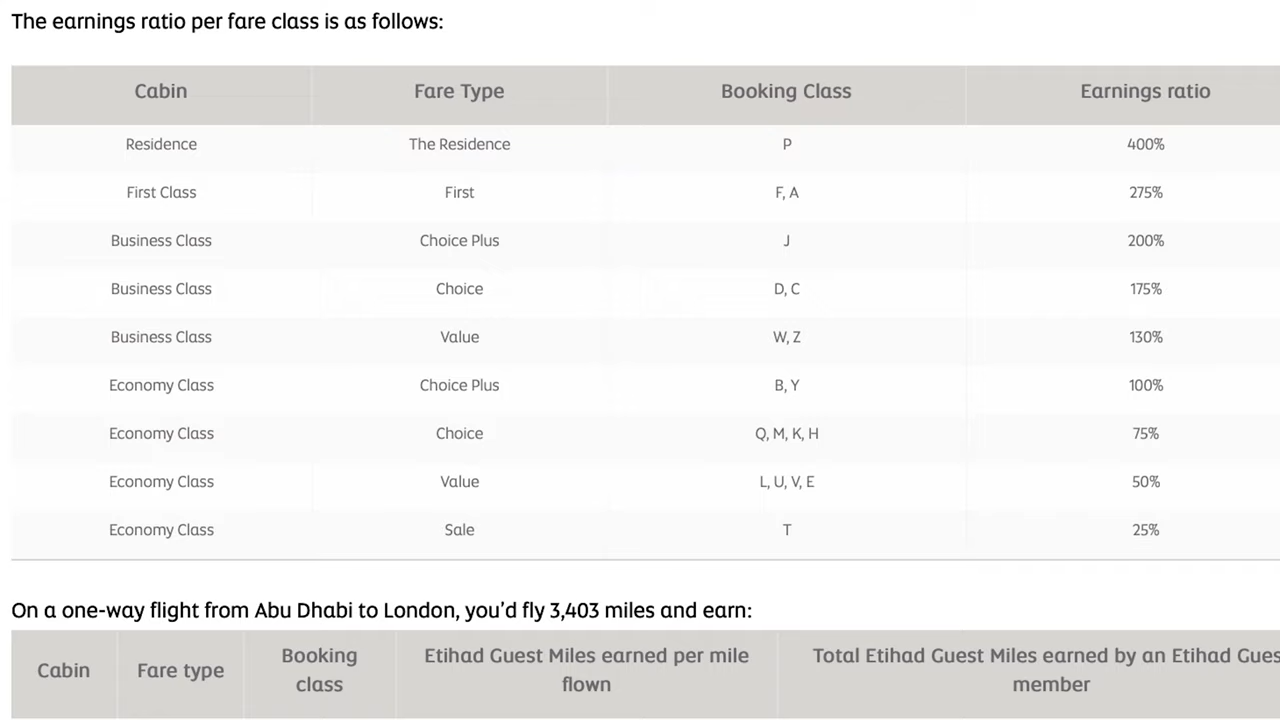 The earnings ratio per fare class is as follows:
Cabin Fare Type Booking Class Earnings ratio
Residence The Residence P 400%
First Class First F, A 275%
Business Class Choice Plus J 200%
Business Class Choice D, C 175%
Business Class Value W, Z 130%
Economy Class Choice Plus B, Y 100%
Economy Class Choice Q, M, K, H 75%
Economy Class Value L, U, V, E 50%
Economy Class Sale T 25%
On a one-way flight from Abu Dhabi to London, you'd fly 3,403 miles and earn:
Cabin Fare type Booking class Etihad Guest Miles earned per mile flown Total Etihad Guest Miles earned by an Etihad Gues member